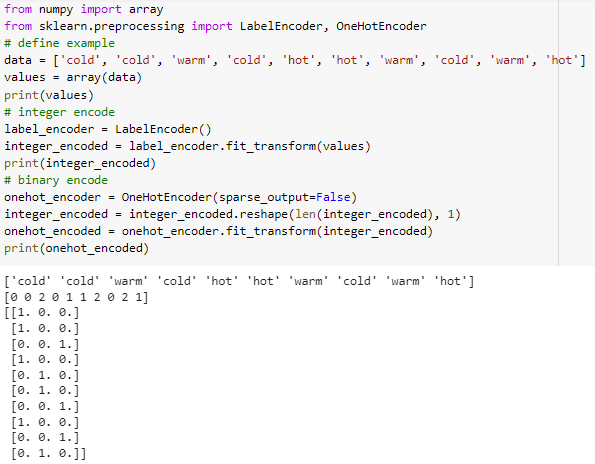 from numpy import array
from sklearn.preprocessing import LabelEncoder, OneHotEncoder
# define example
data = ['cold', 'cold', 'warm', 'cold', 'hot', 'hot', 'warm', 'cold', 'warm', 'hot']
values = array(data)
print(values)
# integer encode
label_encoder = LabelEncoder()
integer_encoded = label_encoder.fit_transform(values)
print(integer_encoded)
# binary encode
onehot_encoder = OneHotEncoder(sparse_output=False)
integer_encoded = integer_encoded.reshape(len(integer_encoded), 1)
onehot_encoded = onehot_encoder.fit_transform(integer_encoded)
print(onehot_encoded)
['cold' 'cold' 'warm' 'cold' 'hot' 'hot' 'warm' 'cold' 'warm' 'hot']
[0 0 2 0 1 1 2 0 2 1]
[[1. 0. 0.]
 [1. 0. 0.]
 [0. 0. 1.]
 [1. 0. 0.]
 [0. 1. 0.]
 [0. 1. 0.]
 [0. 0. 1.]
 [1. 0. 0.]
 [0. 0. 1.]
 [0. 1. 0.]]